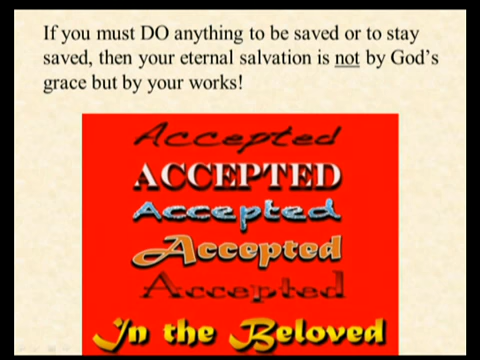 If you must DO anything to be saved or to stay
saved, then your eternal salvation is not by God's
grace but by your works!
Accepted
ACCEPTED
Accepted
Accepted
Accepted
In the Beloved